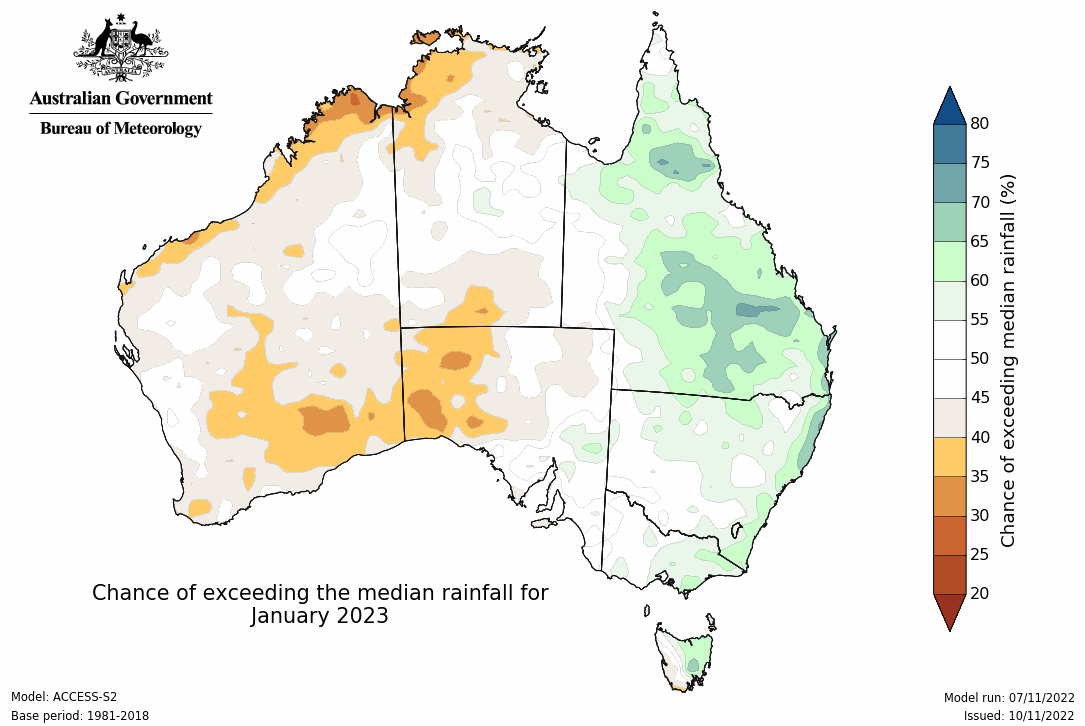 Australian Government
Bureau of Meteorology
80
75
70
65
60
55
50
45
40
35
30
25
20
Chance of exceeding median rainfall (%)
Chance of exceeding the median rainfall for
January 2023
Model: ACCESS-S2
Base period: 1981-2018
Model run: 07/11/2022
Issued: 10/11/2022